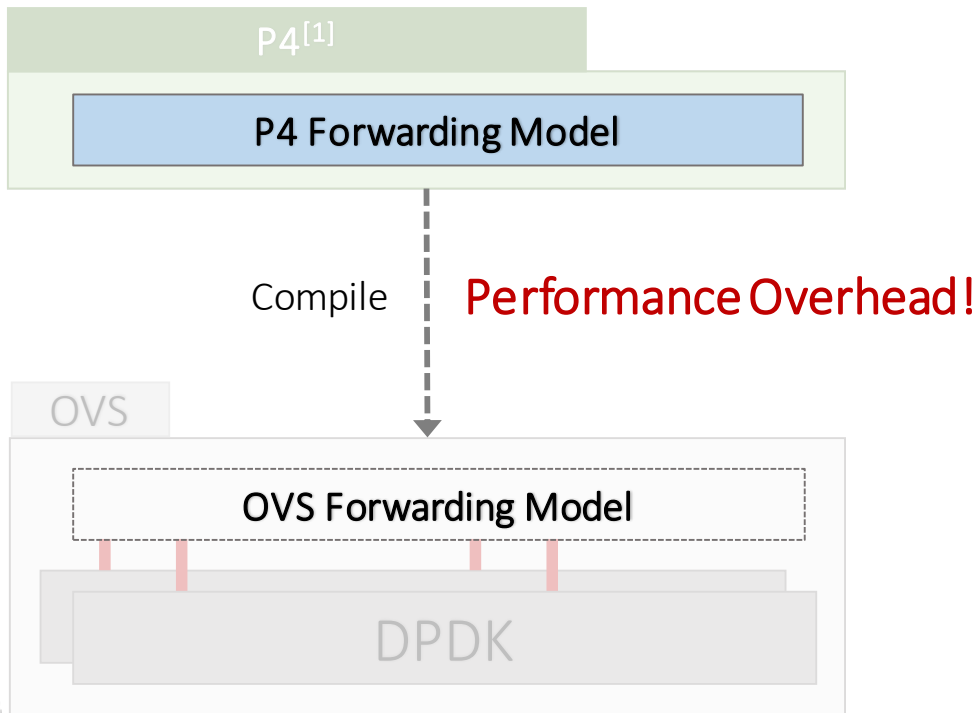 P4[1]
P4 Forwarding Model
Compile
Performance Overhead!
OVS
OVS Forwarding Model
DPDK